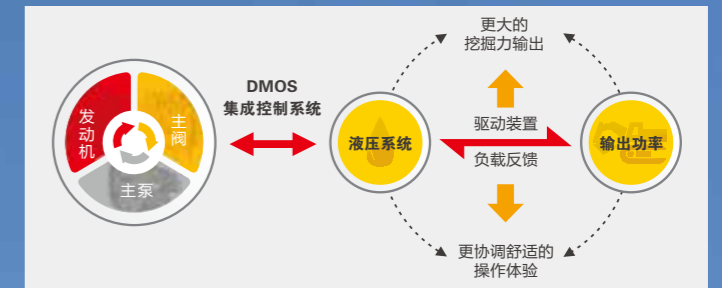 发动机
主阀
主泵
DMOS
集成控制系统
液压系统
更大的
挖掘力输出
驱动装置
负载反馈
更协调舒适的
操作体验
输出功率